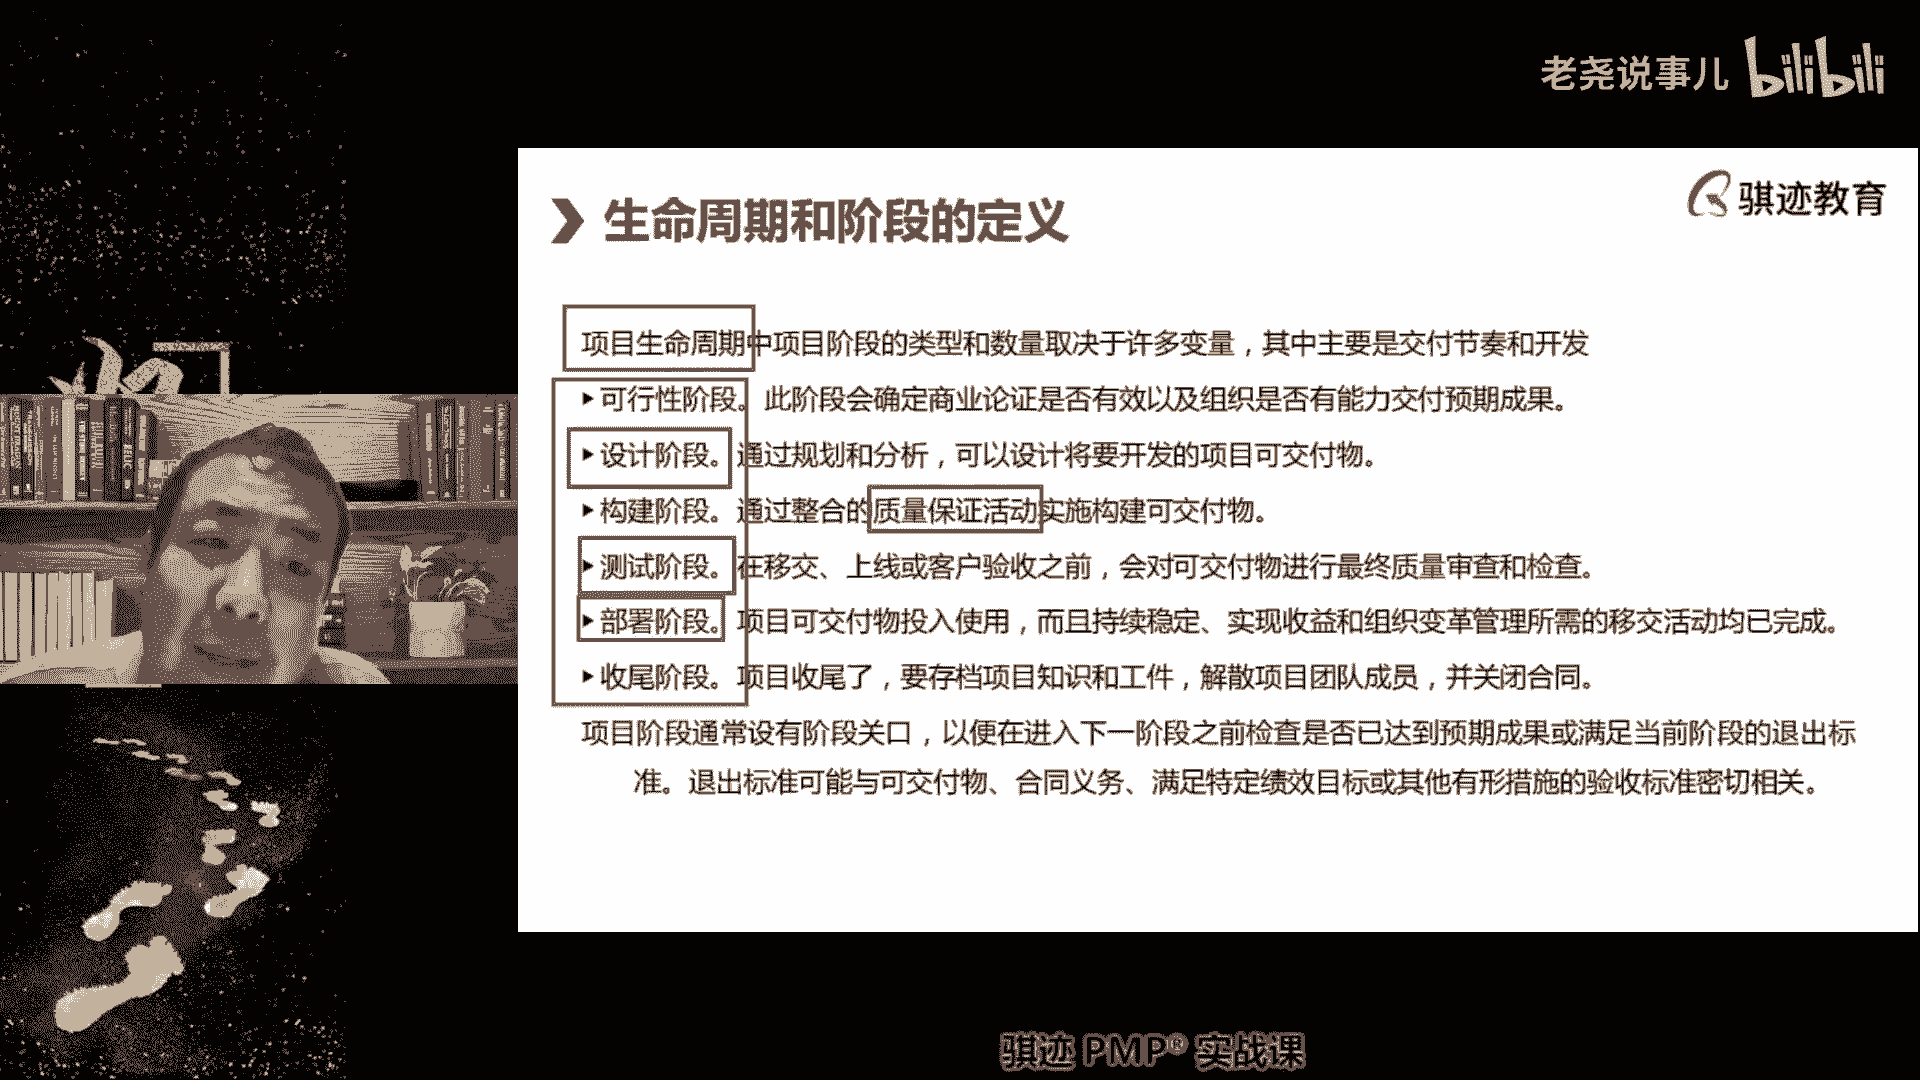 老尧说事儿 bilibili
骐迹教育
生命周期和阶段的定义
项目生命周期中项目阶段的类型和数量取决于许多变量，其中主要是交付节奏和开发
▸可行性阶段。此阶段会确定商业论证是否有效以及组织是否有能力交付预期成果。
▸设计阶段。通过规划和分析，可以设计将要开发的项目可交付物。
▸构建阶段。通过整合的质量保证活动实施构建可交付物。
▸测试阶段。在移交、上线或客户验收之前，会对可交付物进行最终质量审查和检查。
▸部署阶段。项目可交付物投入使用，而且持续稳定、实现收益和组织变革管理所需的移交活动均已完成。
▸收尾阶段。项目收尾了，要存档项目知识和工件，解散项目团队成员，并关闭合同。
项目阶段通常设有阶段关口，以便在进入下一阶段之前检查是否已达到预期成果或满足当前阶段的退出标
准。退出标准可能与可交付物、合同义务、满足特定绩效目标或其他有形措施的验收标准密切相关。
骐迹 PMP® 实战课